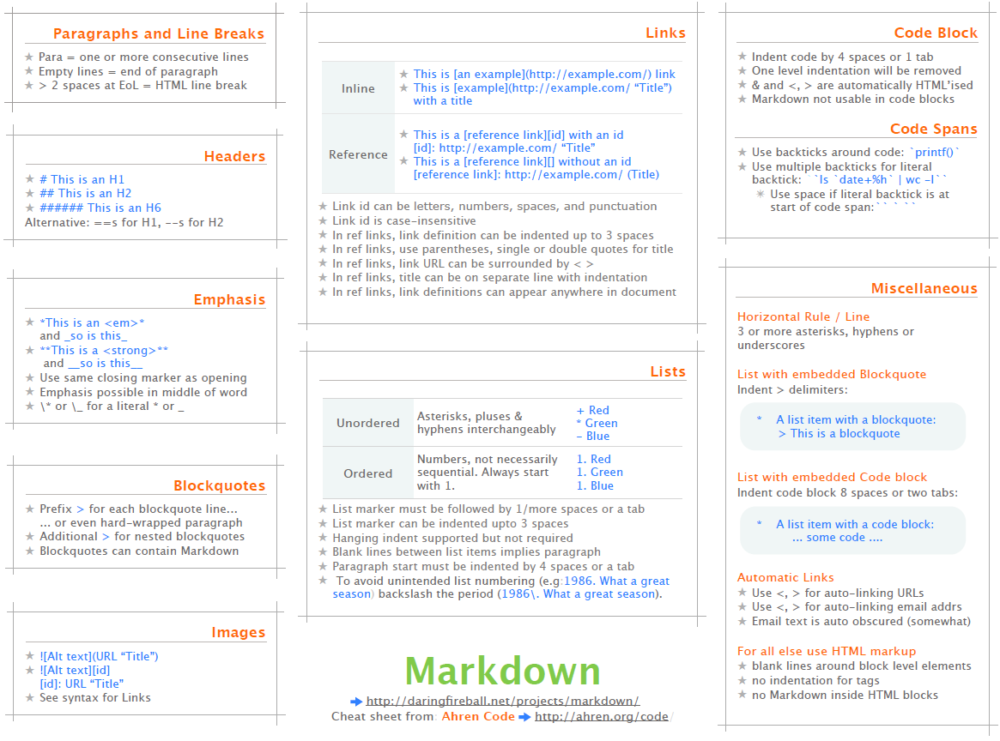 Paragraphs and Line Breaks
★ Para = one or more consecutive lines
★ Empty lines = end of paragraph
★ > 2 spaces at EoL = HTML line break
Headers
★ # This is an H1
★ ## This is an H2
★ ###### This is an H6
Alternative: ==s for H1, --s for H2
Emphasis
★ *This is an <em>*
and _so is this_
★ **This is a <strong>**
and __so is this__
★ Use same closing marker as opening
★ Emphasis possible in middle of word
★ \* or \_ for a literal * or _
Blockquotes
★ Prefix > for each blockquote line...
... or even hard-wrapped paragraph
★ Additional > for nested blockquotes
★ Blockquotes can contain Markdown
Images
★ ![Alt text](URL “Title”)
★ ![Alt text][id]
[id]: URL “Title”
★ See syntax for Links
Links
Inline
★ This is [an example](http://example.com/) link
★ This is [example](http://example.com/ “Title”)
with a title
Reference
★ This is a [reference link][id] with an id
[id]: http://example.com/ “Title”
★ This is a [reference link][] without an id
[reference link]: http://example.com/ (Title)
★ Link id can be letters, numbers, spaces, and punctuation
★ Link id is case-insensitive
★ In ref links, link definition can be indented up to 3 spaces
★ In ref links, use parentheses, single or double quotes for title
★ In ref links, link URL can be surrounded by < >
★ In ref links, title can be on separate line with indentation
★ In ref links, link definitions can appear anywhere in document
Lists
Unordered
Asterisks, pluses &
hyphens interchangeably
+ Red
* Green
- Blue
Ordered
Numbers, not necessarily
sequential. Always start
with 1.
1. Red
1. Green
1. Blue
★ List marker must be followed by 1/more spaces or a tab
★ List marker can be indented upto 3 spaces
★ Hanging indent supported but not required
★ Blank lines between list items implies paragraph
★ Paragraph start must be indented by 4 spaces or a tab
★ To avoid unintended list numbering (e.g:1986. What a great
season) backslash the period (1986\. What a great season).
Markdown
http://daringfireball.net/projects/markdown/
Cheat sheet from: Ahren Code http://ahren.org/code/
Code Block
★ Indent code by 4 spaces or 1 tab
★ One level indentation will be removed
★ & and <, > are automatically HTML’ised
★ Markdown not usable in code blocks
Code Spans
★ Use backticks around code: `printf()`
★ Use multiple backticks for literal
backtick: ``ls `date+%h` | wc -l``
✳ Use space if literal backtick is at
start of code span:`` ` ``
Miscellaneous
Horizontal Rule / Line
3 or more asterisks, hyphens or
underscores
List with embedded Blockquote
Indent > delimiters:
* A list item with a blockquote:
> This is a blockquote
List with embedded Code block
Indent code block 8 spaces or two tabs:
* A list item with a code block:
... some code ....
Automatic Links
★ Use <, > for auto-linking URLs
★ Use <, > for auto-linking email addrs
★ Email text is auto obscured (somewhat)
For all else use HTML markup
★ blank lines around block level elements
★ no indentation for tags
★ no Markdown inside HTML blocks